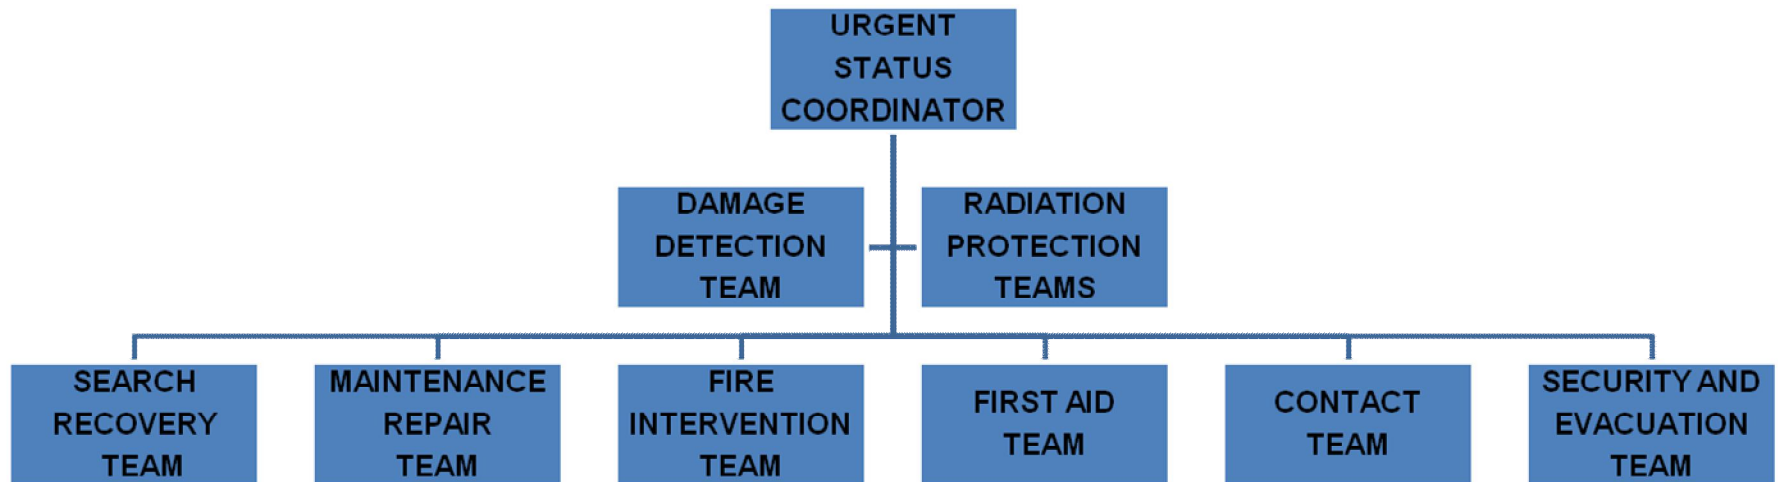 URGENT
STATUS
COORDINATOR
DAMAGE
DETECTION
TEAM
RADIATION
PROTECTION
TEAMS
SEARCH
RECOVERY
TEAM
MAINTENANCE
REPAIR
TEAM
FIRE
INTERVENTION
TEAM
FIRST AID
TEAM
CONTACT
TEAM
SECURITY AND
EVACUATION
TEAM